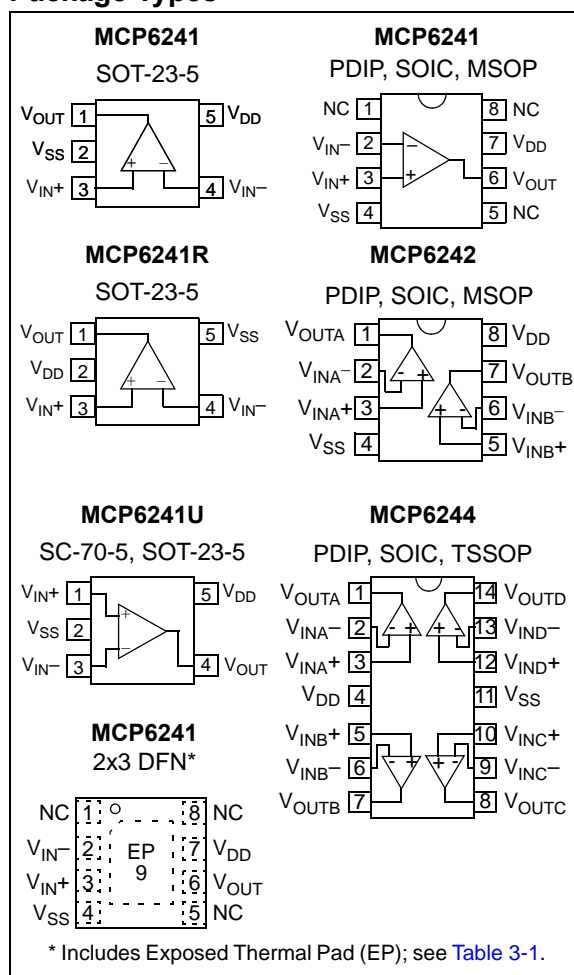 Package Types
MCP6241
SOT-23-5
VOUT 1
5 VDD
VSS 2
VIN+ 3
4 VIN–
MCP6241
PDIP, SOIC, MSOP
NC 1
8 NC
VIN– 2
7 VDD
VIN+ 3
6 VOUT
VSS 4
5 NC
MCP6241R
SOT-23-5
VOUT 1
5 VSS
VDD 2
VIN+ 3
4 VIN–
MCP6242
PDIP, SOIC, MSOP
VOUTA 1
8 VDD
VINA– 2
7 VOUTB
VINA+ 3
6 VINB–
VSS 4
5 VINB+
MCP6241U
SC-70-5, SOT-23-5
VIN+ 1
5 VDD
VSS 2
VIN– 3
4 VOUT
MCP6244
PDIP, SOIC, TSSOP
VOUTA 1
14 VOUTD
VINA– 2
13 VIND–
VINA+ 3
12 VIND+
VDD 4
11 VSS
VINB+ 5
10 VINC+
VINB– 6
9 VINC–
VOUTB 7
8 VOUTC
MCP6241
2x3 DFN*
NC 1
8 NC
VIN– 2
EP
7 VDD
VIN+ 3
9
6 VOUT
VSS 4
5 NC
* Includes Exposed Thermal Pad (EP); see Table 3-1.